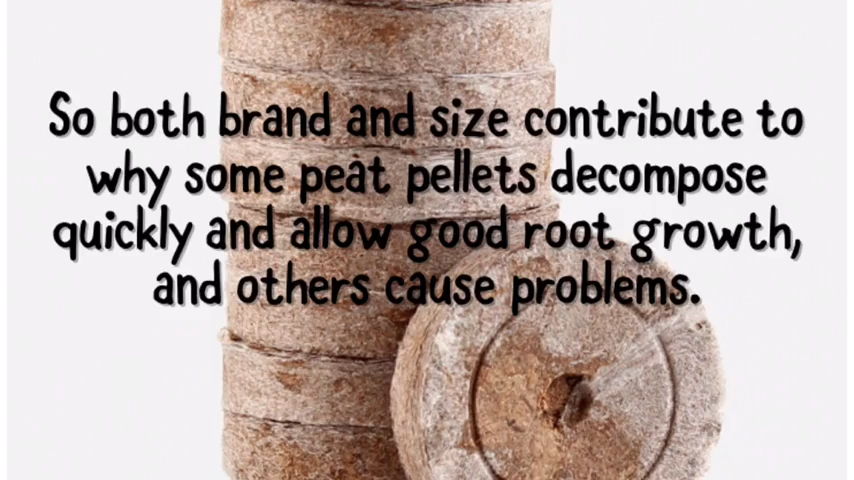 So both brand and size contribute to
why some peat pellets decompose
quickly and allow good root growth,
and others cause problems.